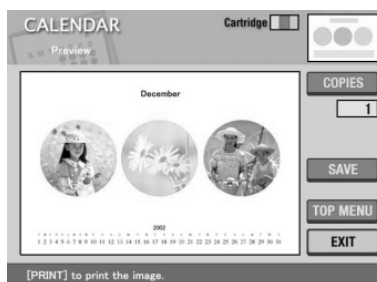 CALENDAR
Cartridge
Preview
December
COPIES
1
SAVE
TOP MENU
EXIT
2002
1 2 3 4 5 6 7 8 9 10 11 12 13 14 15 16 17 18 19 20 21 22 23 24 25 26 27 28 29 30 31
[PRINT] to print the image.